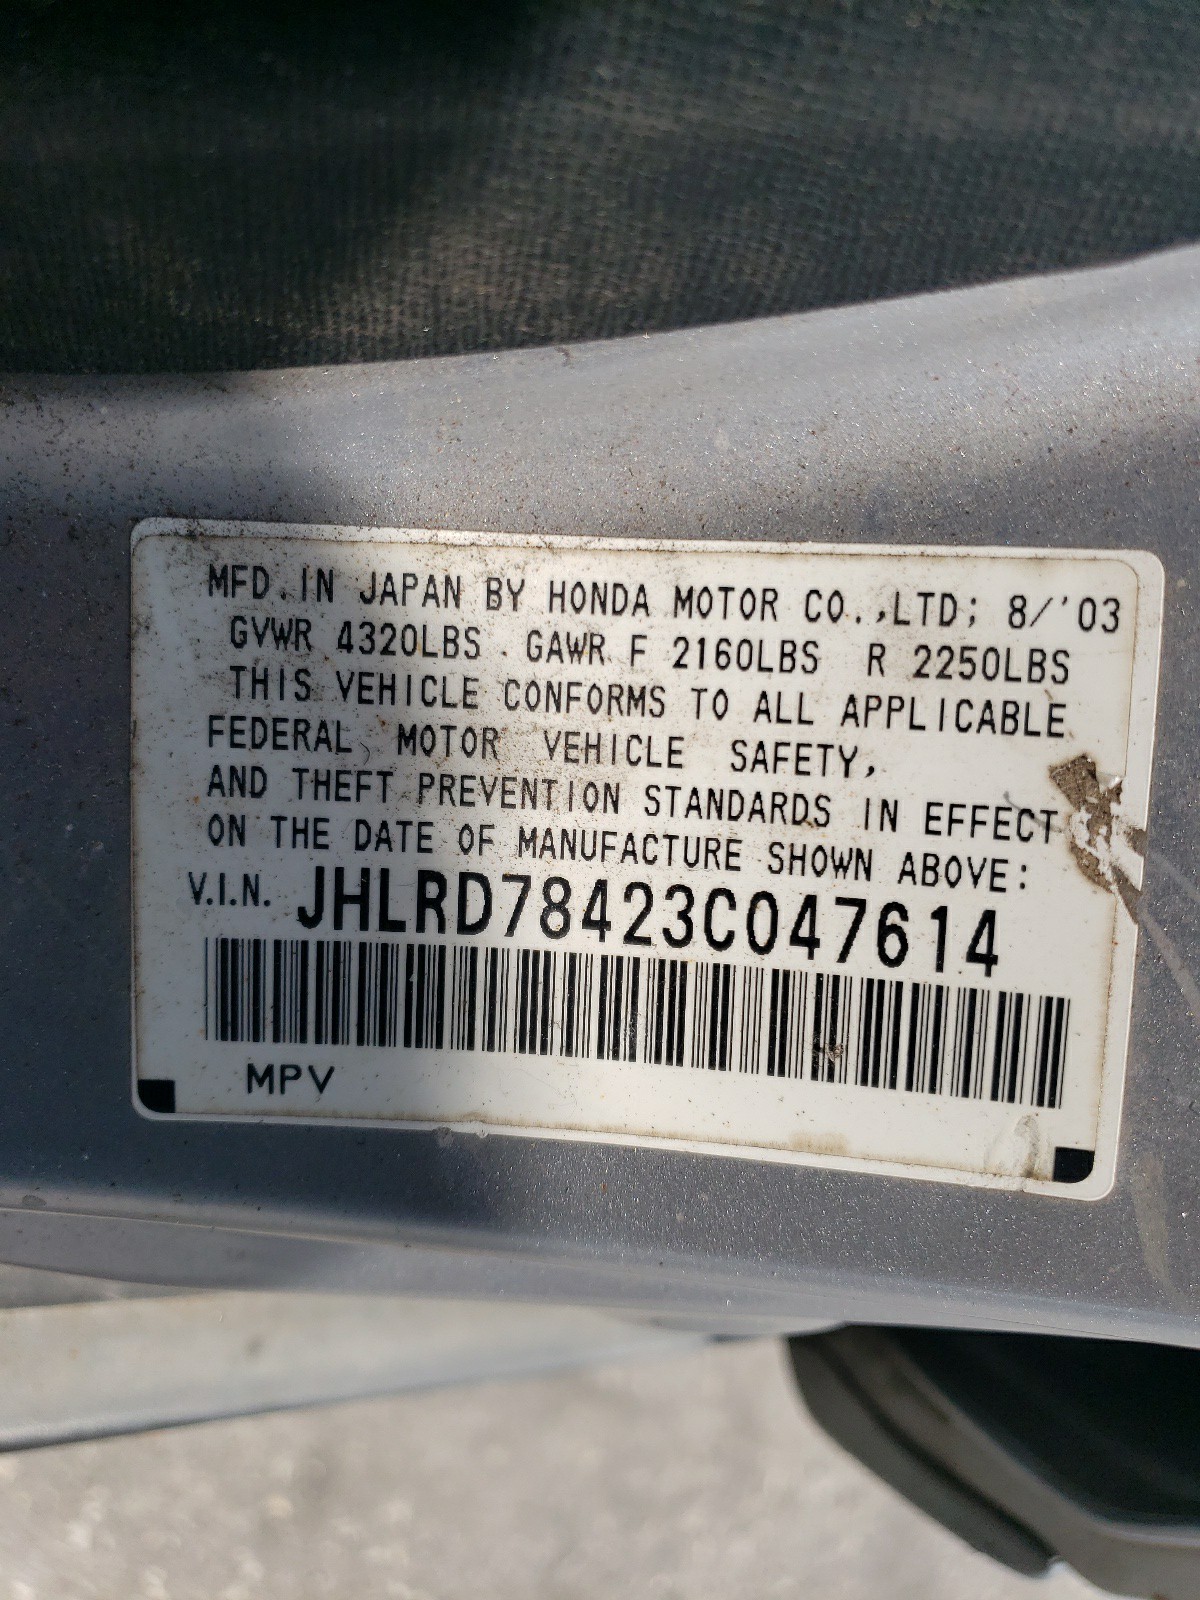 MFD. IN JAPAN BY HONDA MOTOR CO.,LTD; 8/'03
GVWR 4320LBS GAWR F 2160LBS R 2250LBS
THIS VEHICLE CONFORMS TO ALL APPLICABLE
FEDERAL MOTOR VEHICLE SAFETY,
AND THEFT PREVENTION STANDARDS IN EFFECT
ON THE DATE OF MANUFACTURE SHOWN ABOVE:
V.I.N. JHLRD78423C047614
MPV